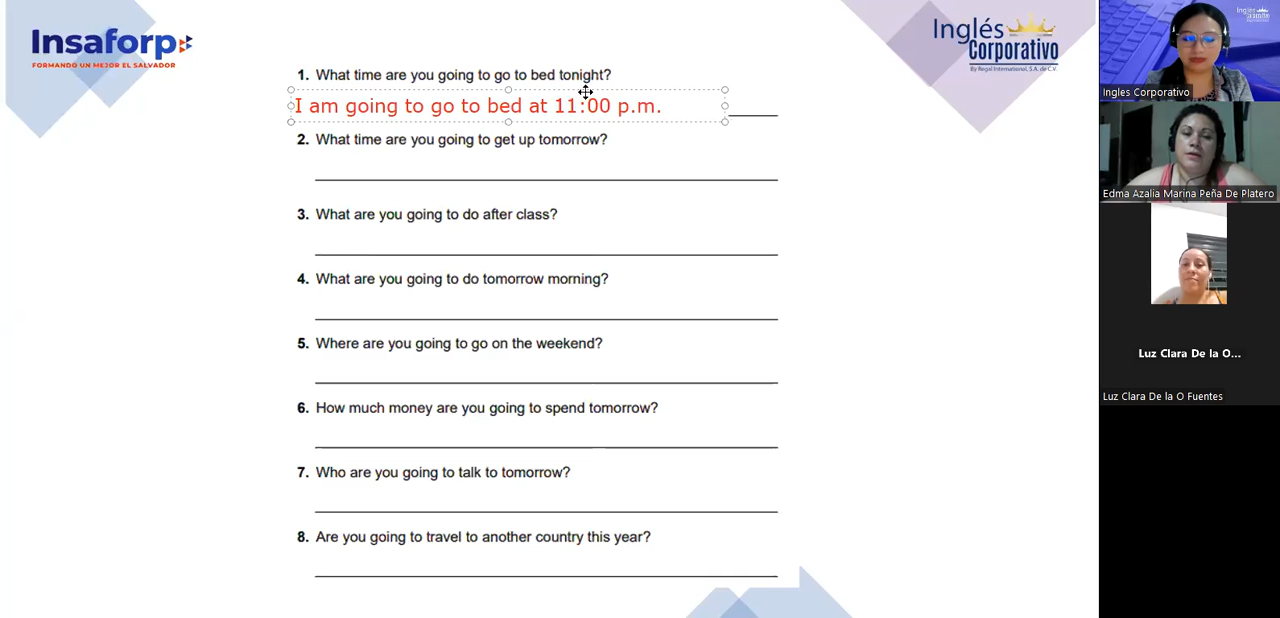 Insaforp
FORMANDO UN MEJOR EL SALVADOR
Inglés
Corporativo
By Regal International, S.A. de C.V.
1. What time are you going to go to bed tonight?
I am going to go to bed at 11:00 p.m.
2. What time are you going to get up tomorrow?
3. What are you going to do after class?
4. What are you going to do tomorrow morning?
5. Where are you going to go on the weekend?
6. How much money are you going to spend tomorrow?
7. Who are you going to talk to tomorrow?
8. Are you going to travel to another country this year?
Ingles Corporativo
Edma Azalia Marina Peña De Platero
Luz Clara De la O...
Luz Clara De la O Fuentes